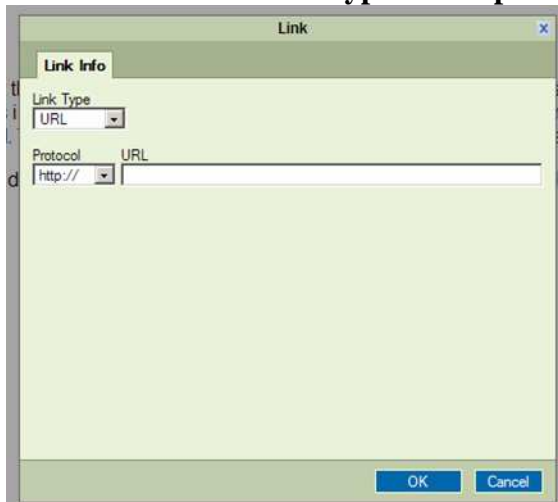 Link
x
Link Info
Link Type
URL
Protocol URL
http://
OK Cancel